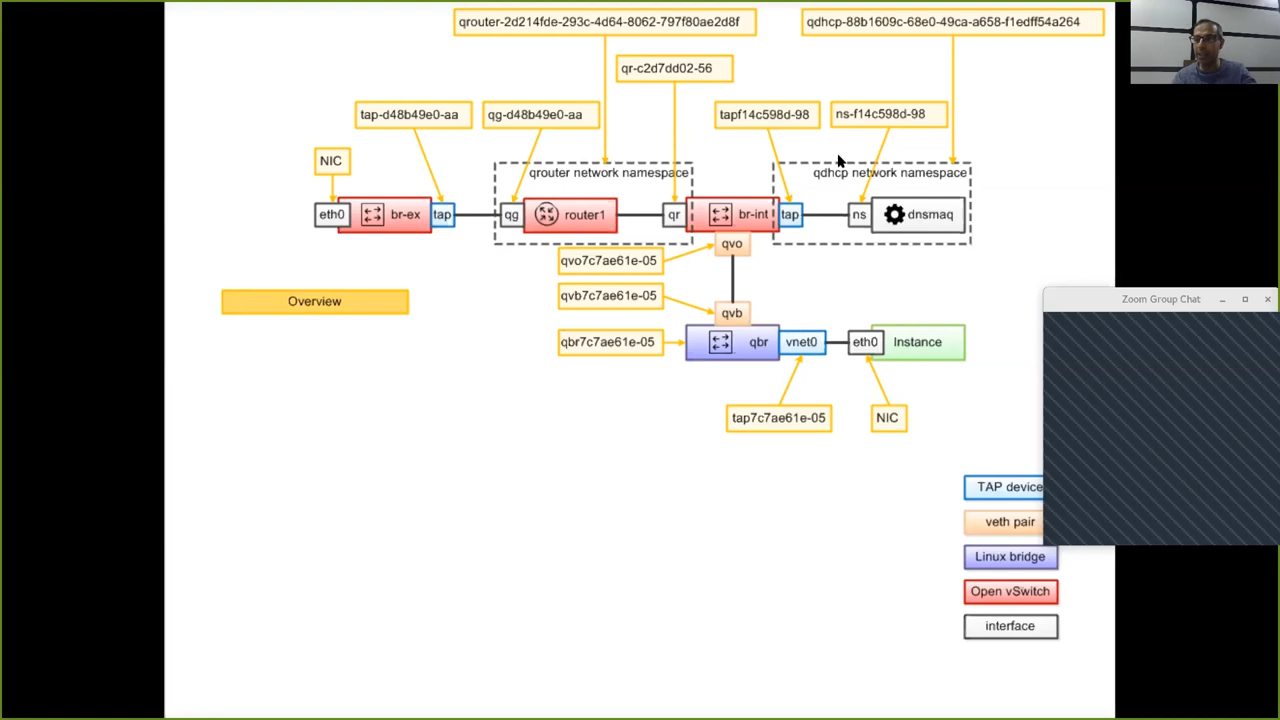 qrouter-2d214fde-293c-4d64-8062-797f80ae2d8f
qdhcp-88b1609c-68e0-49ca-a658-f1edff54a264
qr-c2d7dd02-56
tap-d48b49e0-aa
qg-d48b49e0-aa
tapf14c598d-98
ns-f14c598d-98
NIC
qrouter network namespace
qdhcp network namespace
eth0
br-ex
tap
qg
router1
qr
br-int
tap
ns
dnsmaq
qvo
qvo7c7ae61e-05
qvb7c7ae61e-05
Overview
qvb
qbr7c7ae61e-05
qbr
vnet0
eth0
Instance
tap7c7ae61e-05
NIC
Zoom Group Chat
TAP device
veth pair
Linux bridge
Open vSwitch
interface